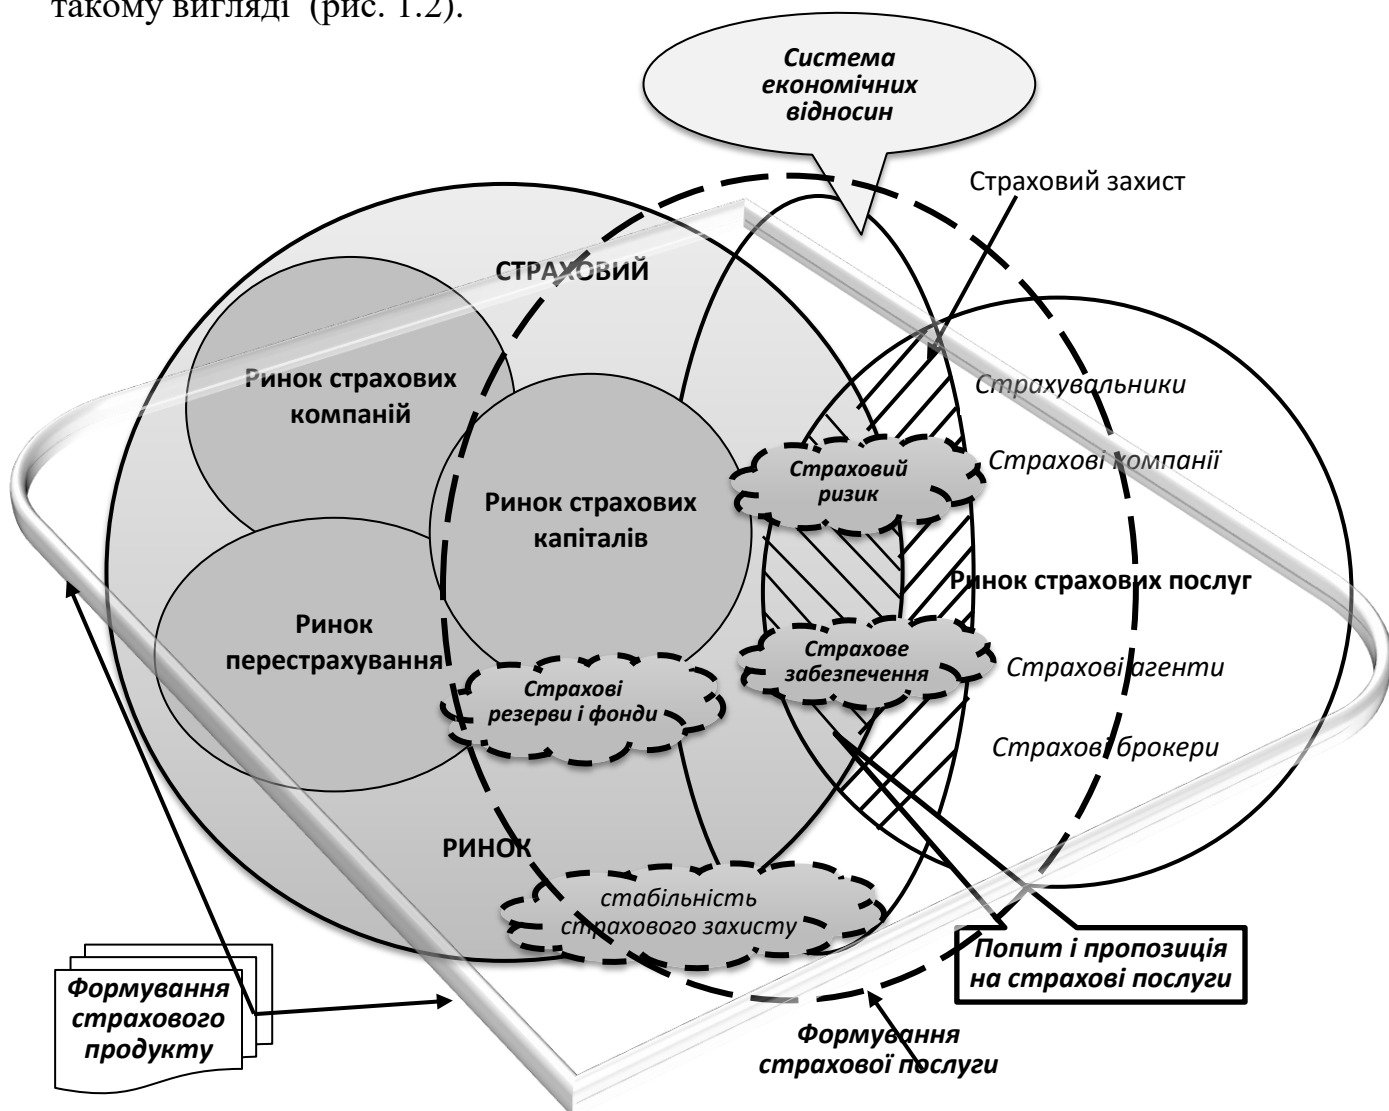 такому вигляді (рис. 1.2).
Система
економічних
відносин
Страховий захист
СТРАХОВИЙ
Ринок страхових
компаній
Страхувальники
Страховий
ризик
Страхові компанії
Ринок страхових
капіталів
Ринок страхових послуг
Ринок
перестрахування
Страхове
забезпечення
Страхові агенти
Страхові
резерви і фонди
Страхові брокери
РИНОК
стабільність
страхового захисту
Попит і пропозиція
на страхові послуги
Формування
страхового
продукту
Формування
страхової послуги